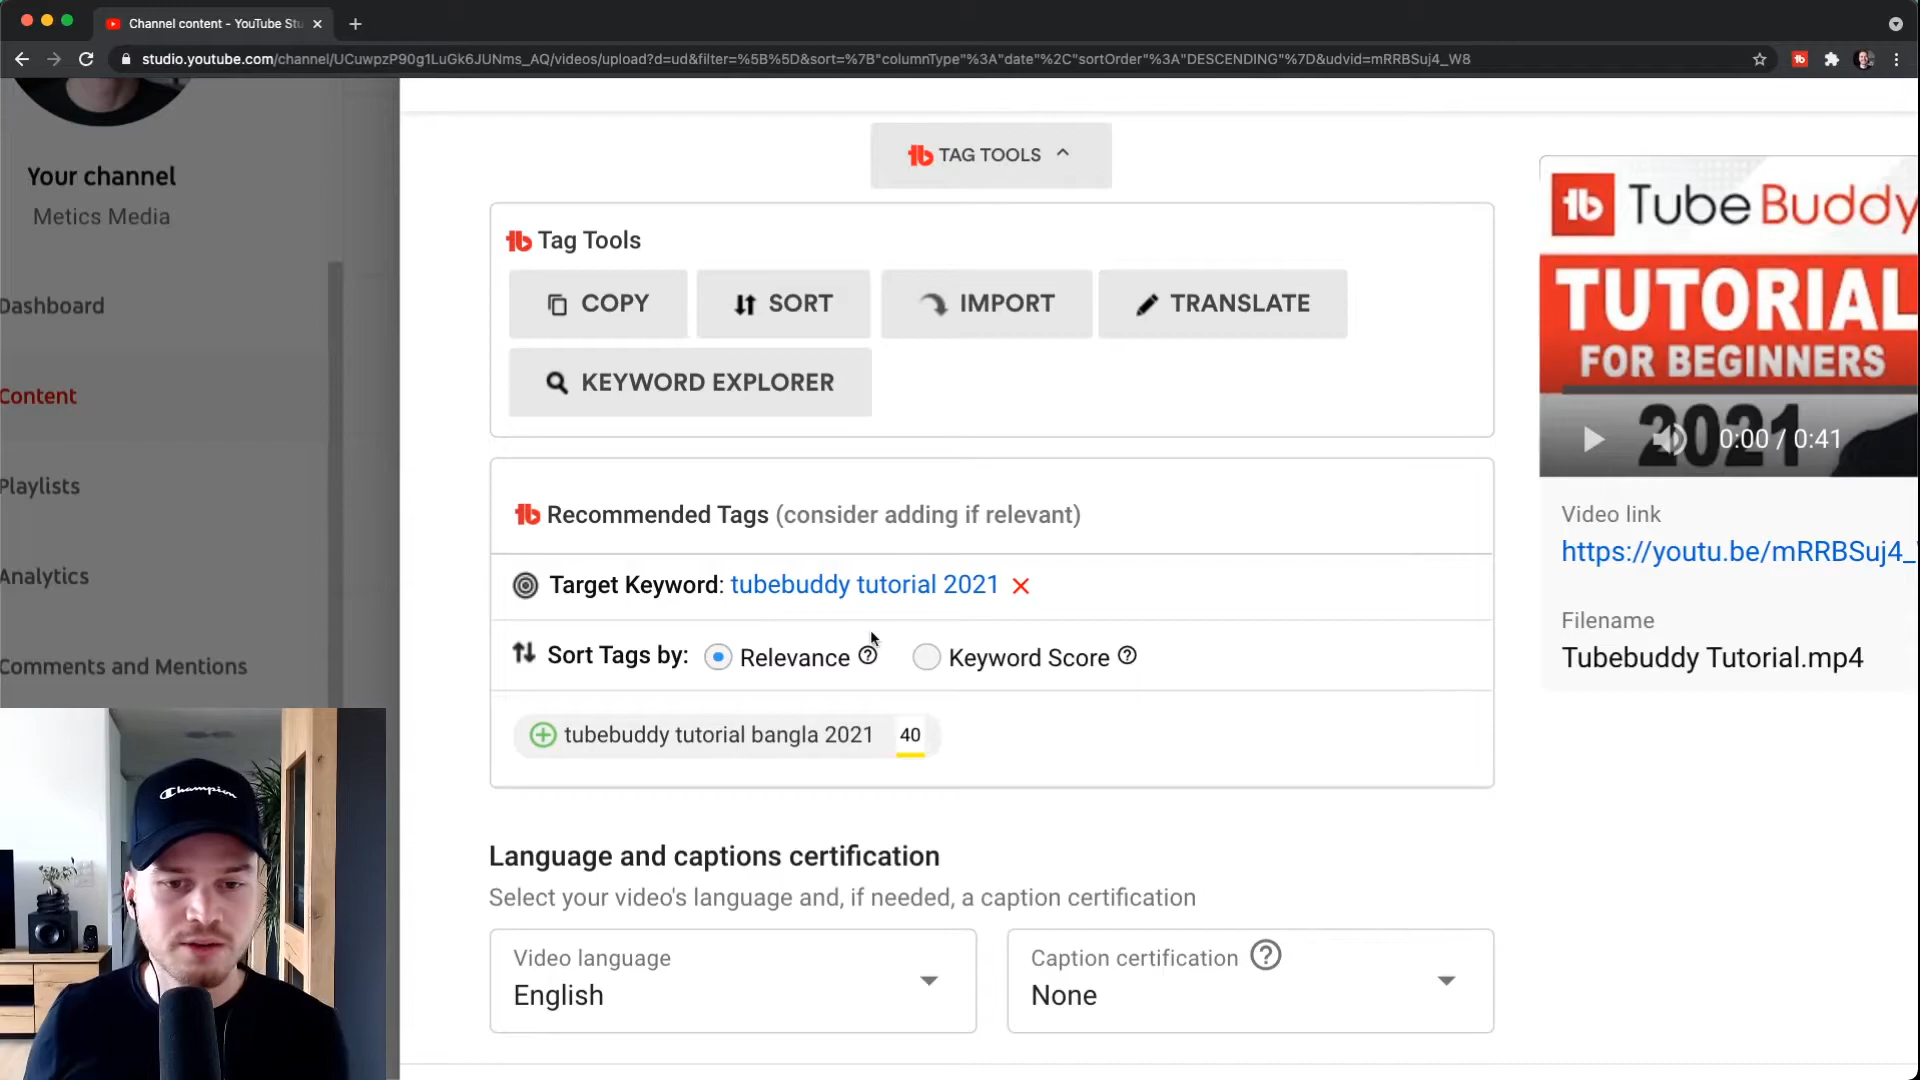 Channel content - YouTube Stu
studio.youtube.com/channel/UCuwpzP90g1LuGk6JUNms_AQ/videos/upload?d=ud&filter=%5B%5D&sort=%7B"columnType"%3A"date"%2C"sortOrder"%3A"DESCENDING"%7D&udvid=mRRBSuj4_W8
Your channel
Metics Media
Dashboard
Content
Playlists
Analytics
Comments and Mentions
TAG TOOLS
Tag Tools
COPY
SORT
IMPORT
TRANSLATE
KEYWORD EXPLORER
Recommended Tags (consider adding if relevant)
Target Keyword: tubebuddy tutorial 2021
Sort Tags by: Relevance Keyword Score
tubebuddy tutorial bangla 2021 40
Language and captions certification
Select your video's language and, if needed, a caption certification
Video language
English
Caption certification
None
TubeBuddy
TUTORIAL
FOR BEGINNERS
2021
0:00 / 0:41
Video link
https://youtu.be/mRRBSuj4_
Filename
Tubebuddy Tutorial.mp4
Champion